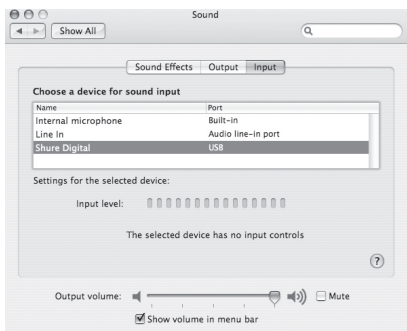 Sound
Show All
Sound Effects Output Input
Choose a device for sound input
Name Port
Internal microphone Built-in
Line In Audio line-in port
Shure Digital USB
Settings for the selected device:
Input level:
The selected device has no input controls
?
Output volume: Mute
Show volume in menu bar